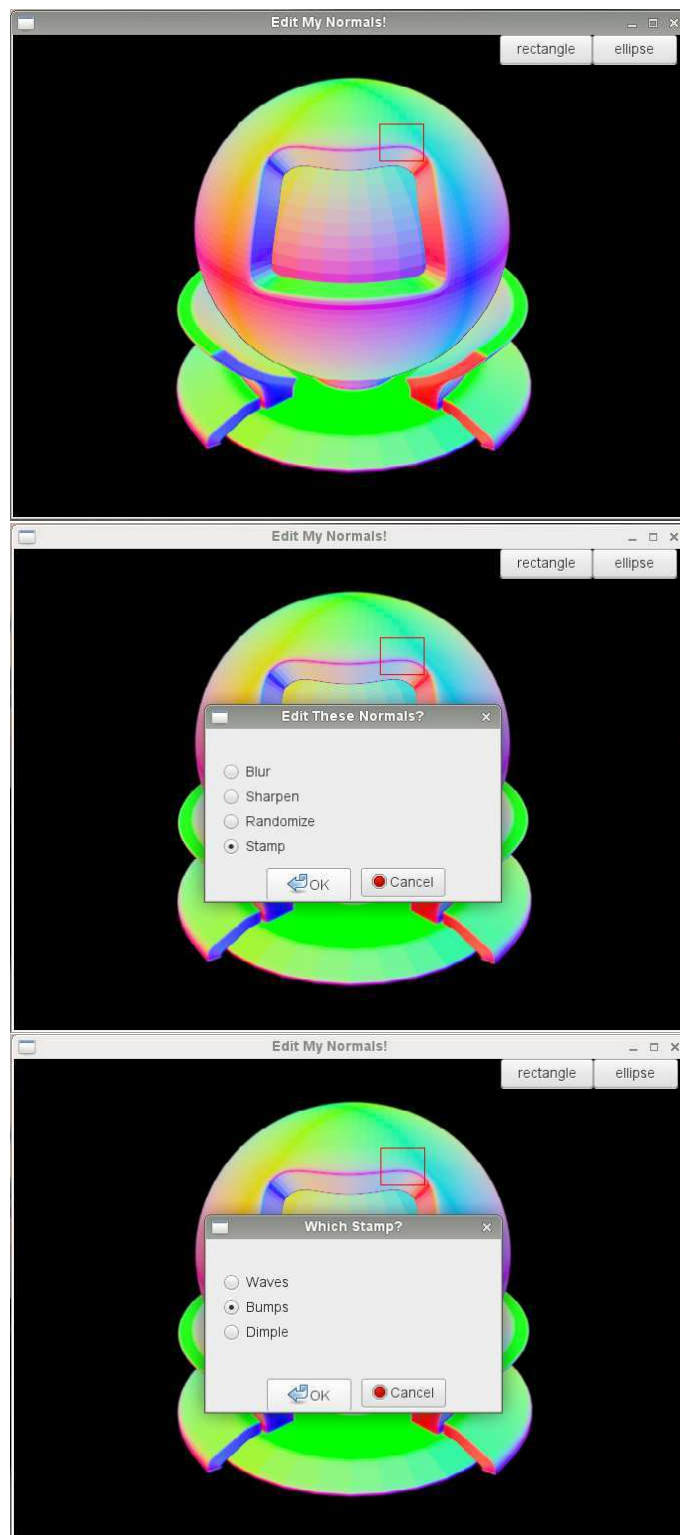 Edit My Normals!
rectangle ellipse
Edit My Normals!
rectangle ellipse
Edit These Normals?
Blur
Sharpen
Randomize
Stamp
OK Cancel
Edit My Normals!
rectangle ellipse
Which Stamp?
Waves
Bumps
Dimple
OK Cancel